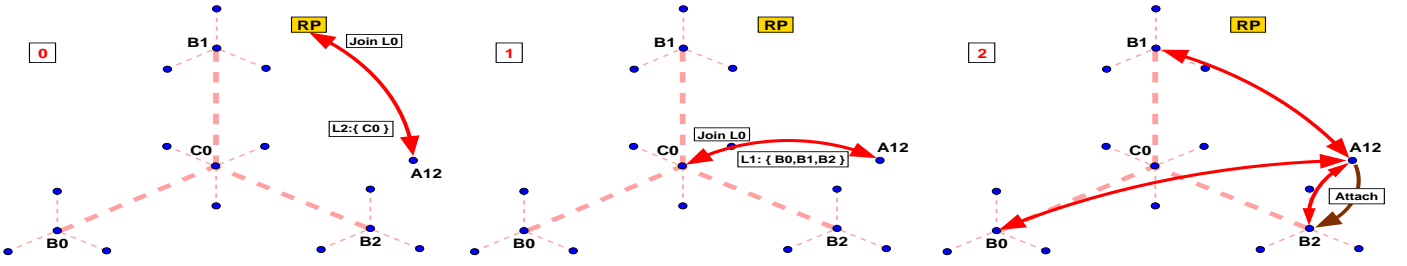 0
B1
RP
Join L0
L2:{ C0 }
C0
A12
B0
B2
1
B1
RP
Join L0
C0
L1: { B0,B1,B2 }
A12
B0
B2
2
B1
RP
C0
A12
Attach
B0
B2